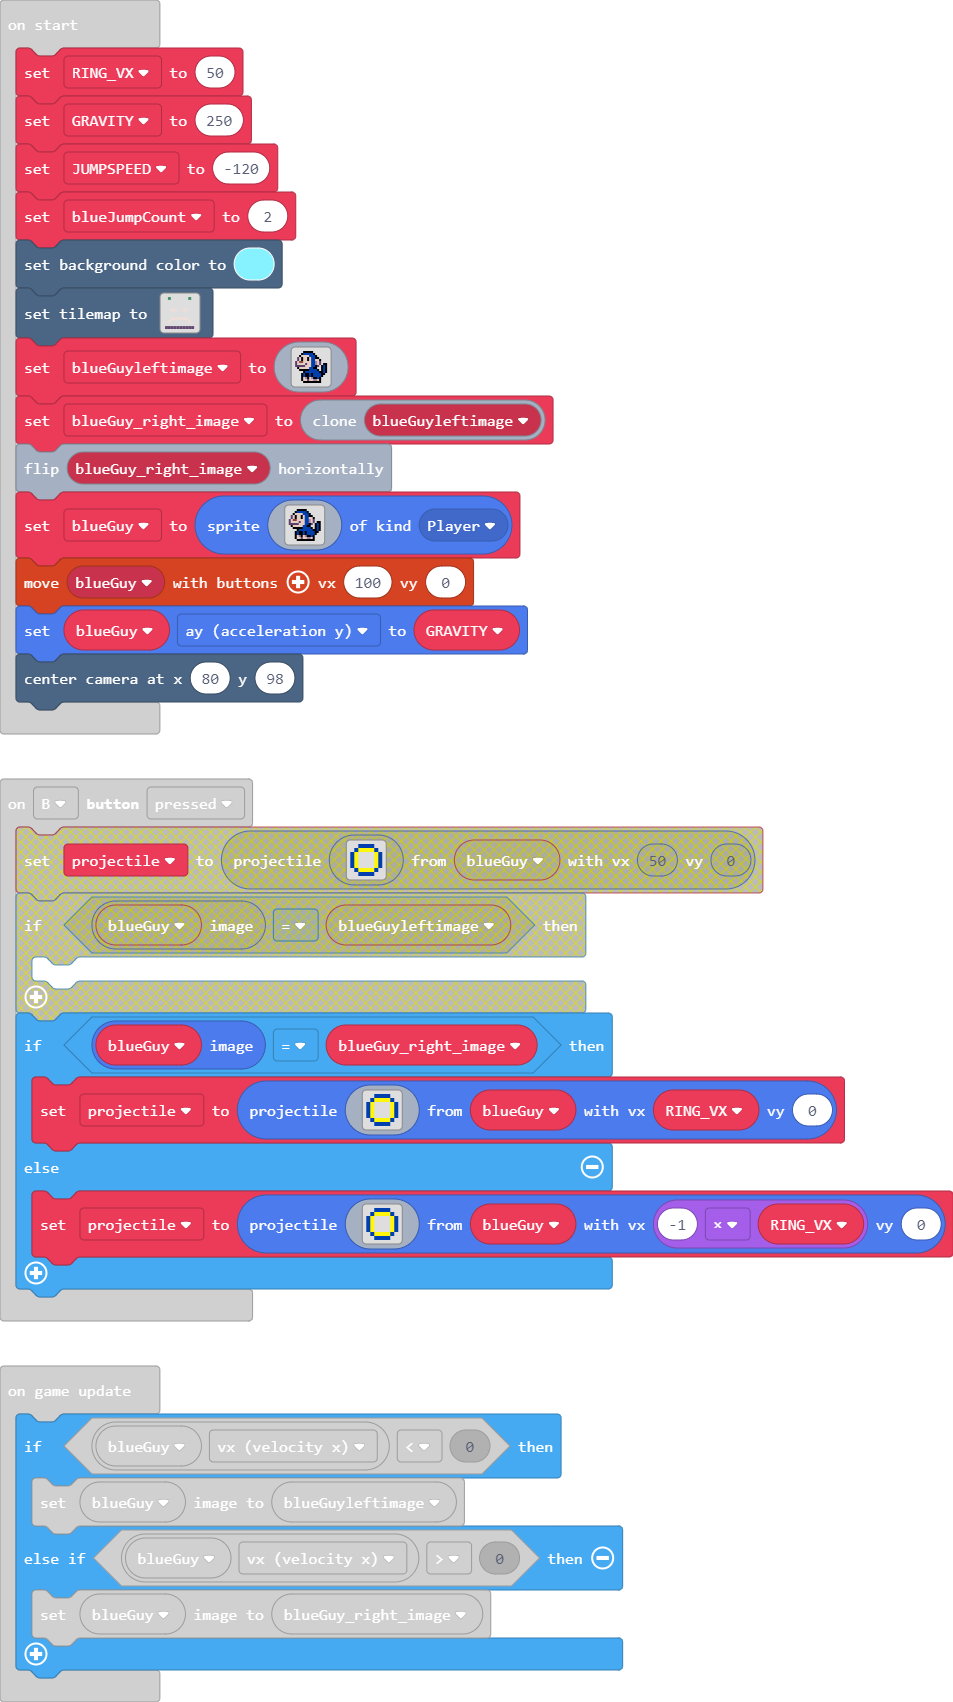 on start
set RING_VX to 50
set GRAVITY to 250
set JUMPSPEED to -120
set blueJumpCount to 2
set background color to
set tilemap to
set blueGuyleftimage to
set blueGuy_right_image to clone blueGuyleftimage
flip blueGuy_right_image horizontally
set blueGuy to sprite of kind Player
move blueGuy with buttons vx 100 vy 0
set blueGuy ay (acceleration y) to GRAVITY
center camera at x 80 y 98
on B button pressed
set projectile to projectile from blueGuy with vx 50 vy 0
if blueGuy image = blueGuyleftimage then
if blueGuy image = blueGuy_right_image then
set projectile to projectile from blueGuy with vx RING_VX vy 0
else
set projectile to projectile from blueGuy with vx -1 × RING_VX vy 0
on game update
if blueGuy vx (velocity x) < 0 then
set blueGuy image to blueGuyleftimage
else if blueGuy vx (velocity x) > 0 then
set blueGuy image to blueGuy_right_image